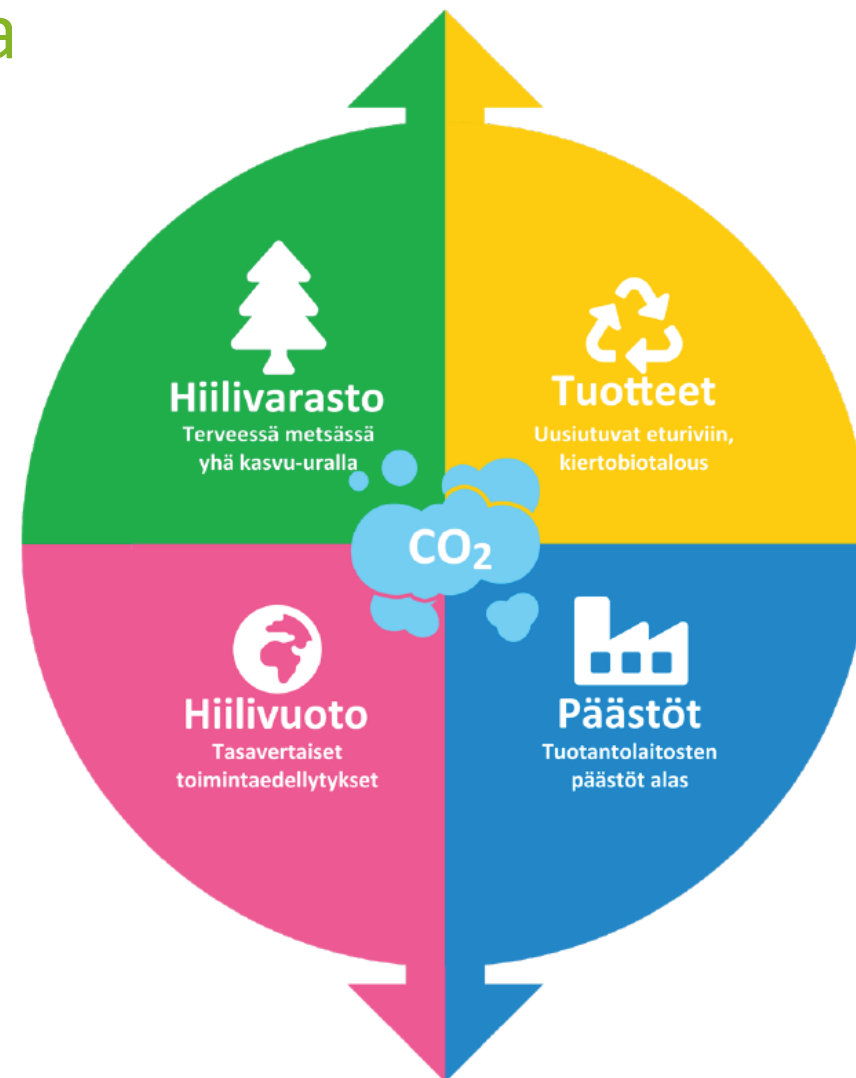 a
Hiilivarasto
Terveessä metsässä
yhä kasvu-uralla
Tuotteet
Uusiutuvat eturiviin,
kiertobiotalous
CO₂
Hiilivuoto
Tasavertaiset
toimintaedellytykset
Päästöt
Tuotantolaitosten
päästöt alas